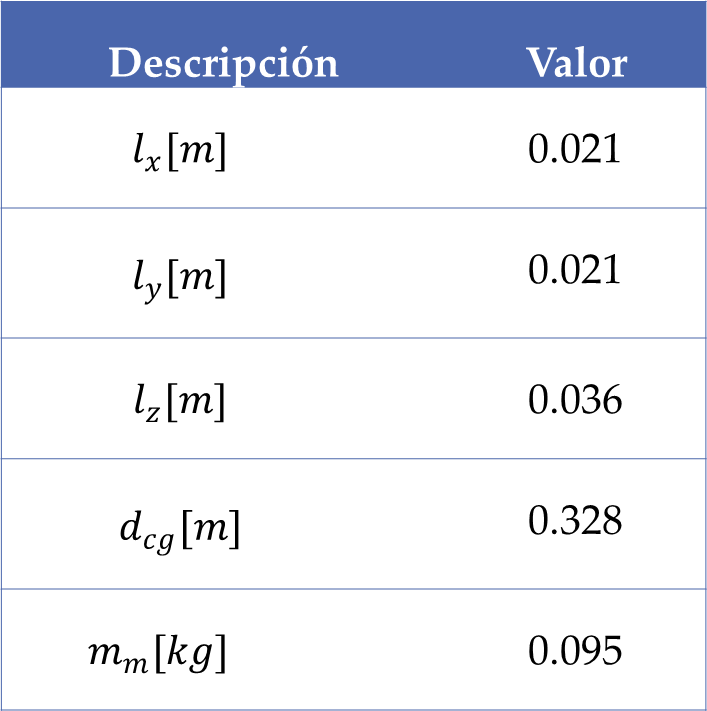 Descripción Valor
l_x[m] 0.021
l_y[m] 0.021
l_z[m] 0.036
d_cg[m] 0.328
m_m[kg] 0.095